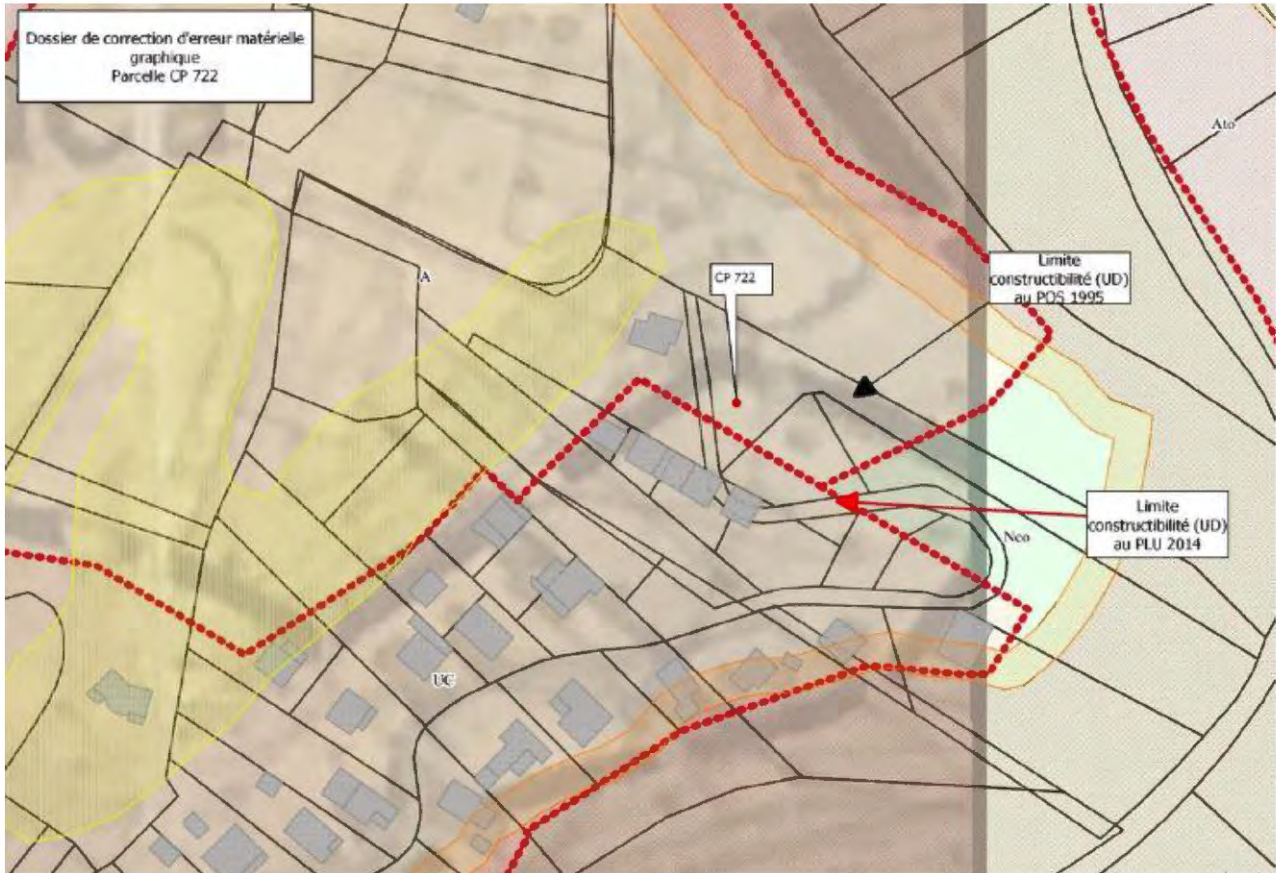 Dossier de correction d'erreur matérielle
graphique
Parcelle CP 722
Ato
Limite
constructibilité (UD)
au POS 1995
A
CP 722
Limite
constructibilité (UD)
au PLU 2014
Nco
UC